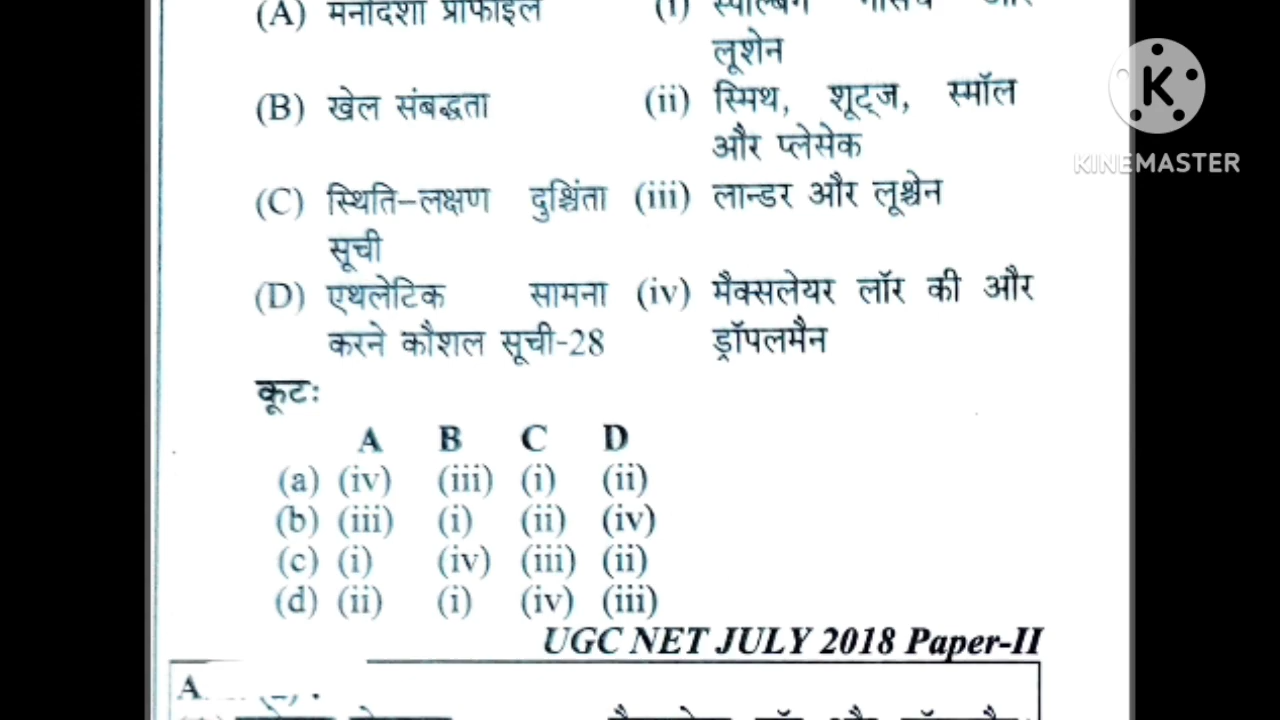 (A) मनोदशा प्रोफाइल (i)
लूशेन
(B) खेल संबद्धता (ii) स्मिथ, शूट्ज, स्मॉल
और प्लेसेक
(C) स्थिति-लक्षण दुश्चिंता (iii) लान्डर और लूश्चेन
सूची
(D) एथलेटिक सामना (iv) मैक्सलेयर लॉर की और
करने कौशल सूची-28 ड्रॉपलमैन
कूटः
A B C D
(a) (iv) (iii) (i) (ii)
(b) (iii) (i) (ii) (iv)
(c) (i) (iv) (iii) (ii)
(d) (ii) (i) (iv) (iii)
UGC NET JULY 2018 Paper-II
A
K
KINEMASTER